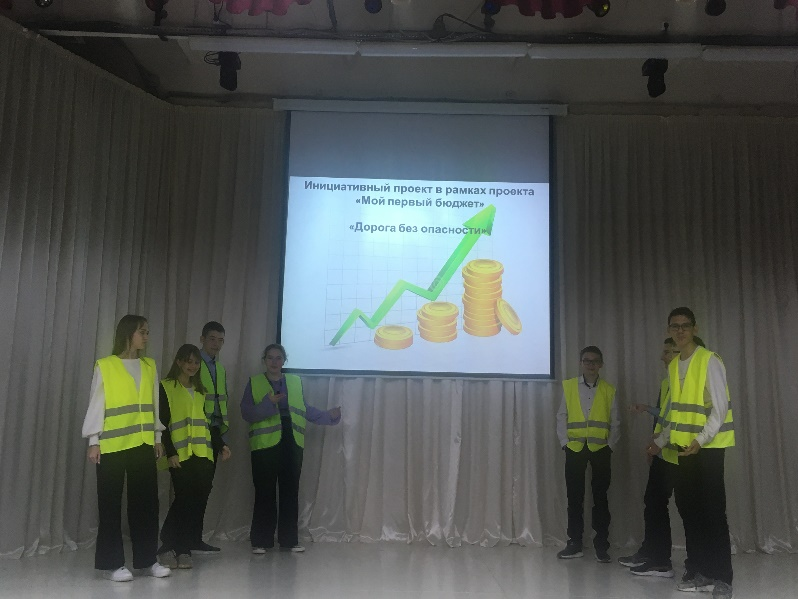 Инициативный проект в рамках проекта
«Мой первый бюджет»
«Дорога без опасности»